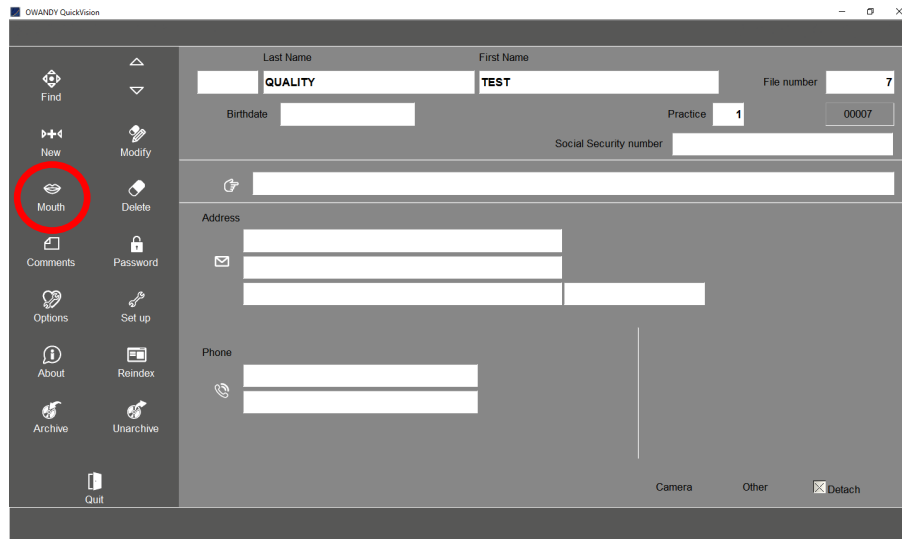 OWANDY QuickVision
Last Name First Name
Find
QUALITY TEST File number 7
Birthdate Practice 1 00007
New Modify
Social Security number
Mouth Delete
Address
Comments Password
Options Set up
Phone
About Reindex
Archive Unarchive
Camera Other Detach
Quit